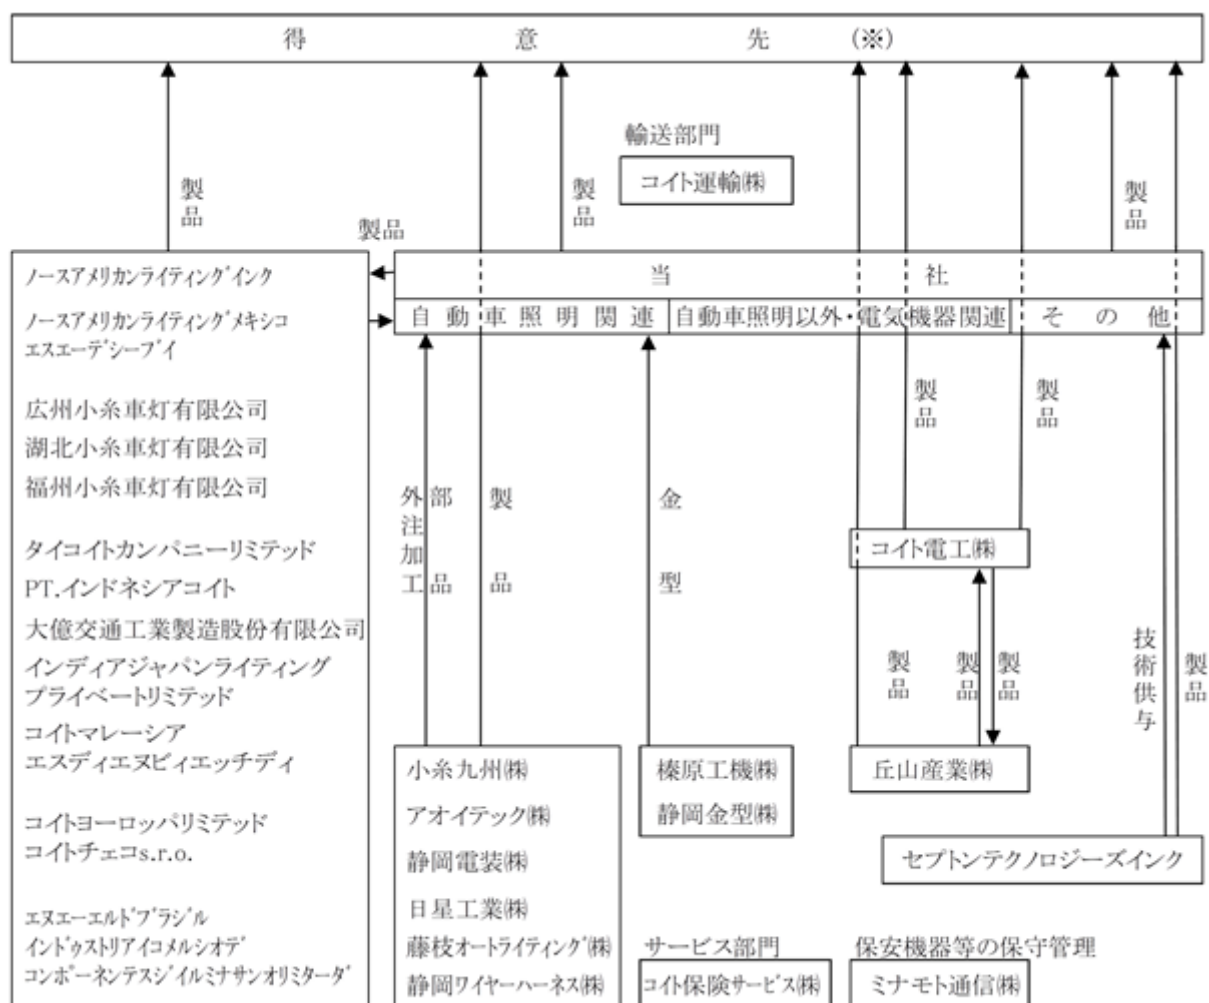 得意先(※)
輸送部門
コイト運輸㈱
製品
製品
製品
製品
当社
自動車照明関連
自動車照明以外・電気機器関連
その他
ノースアメリカンライティングインク
ノースアメリカンライティングメキシコ
エスエーデシーブイ
広州小糸車灯有限公司
湖北小糸車灯有限公司
福州小糸車灯有限公司
タイコイトカンパニーリミテッド
PT.インドネシアコイト
大億交通工業製造股份有限公司
インディアジャパンライティング
プライベートリミテッド
コイトマレーシア
エスディエヌビィエッチディ
コイトヨーロッパリミテッド
コイトチェコs.r.o.
エヌエーエルドブラジル
インドゥストリアイコメルシオデ
コンポーネンテスジイルミナサンオリミターダ
外注加工
部品
製品
金型
製品
製品
コイト電工㈱
製品
製品
製品
技術供与
製品
小糸九州㈱
アオイテック㈱
静岡電装㈱
日星工業㈱
藤枝オートライティング㈱
静岡ワイヤーハーネス㈱
榛原工機㈱
静岡金型㈱
丘山産業㈱
セプトンテクノロジーズインク
サービス部門
コイト保険サービス㈱
保安機器等の保守管理
ミナモト通信㈱